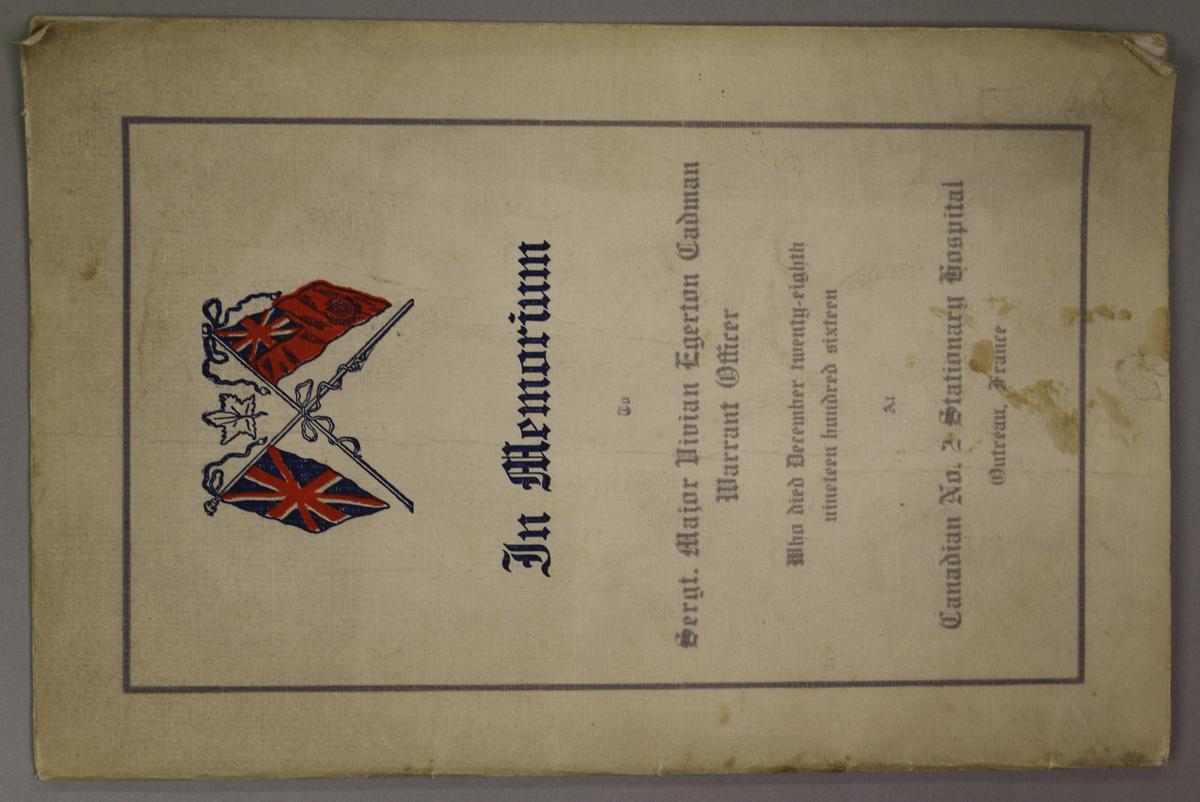 In Memorium
To
Sergt. Major Vivian Egerton Cadman
Warrant Officer
Who died December twenty-eighth
nineteen hundred sixteen
At
Canadian No. 2 Stationary Hospital
Outreau, France